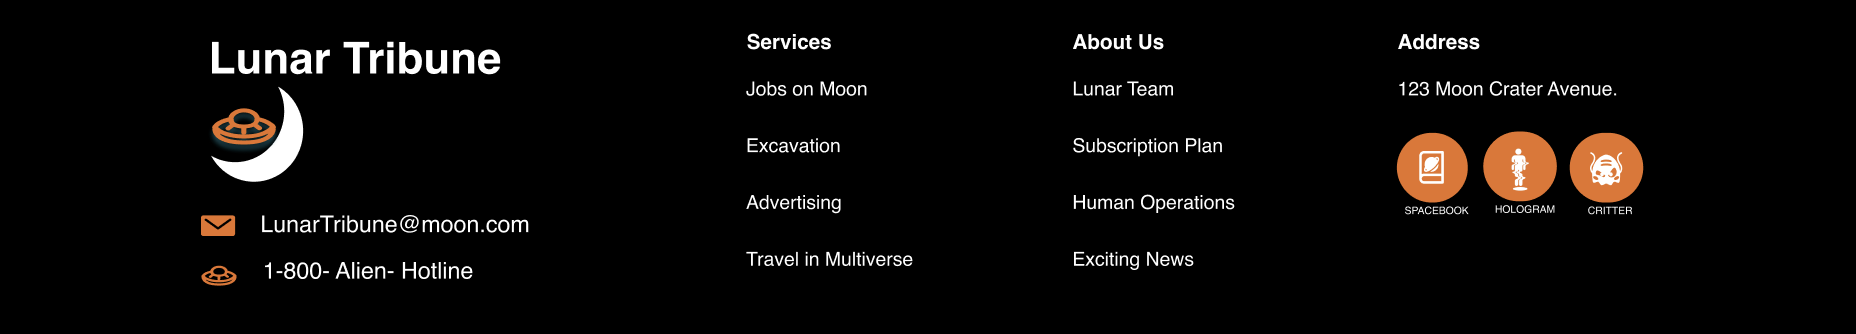 Lunar Tribune
LunarTribune@moon.com
1-800- Alien- Hotline
Services
Jobs on Moon
Excavation
Advertising
Travel in Multiverse
About Us
Lunar Team
Subscription Plan
Human Operations
Exciting News
Address
123 Moon Crater Avenue.
SPACEBOOK
HOLOGRAM
CRITTER